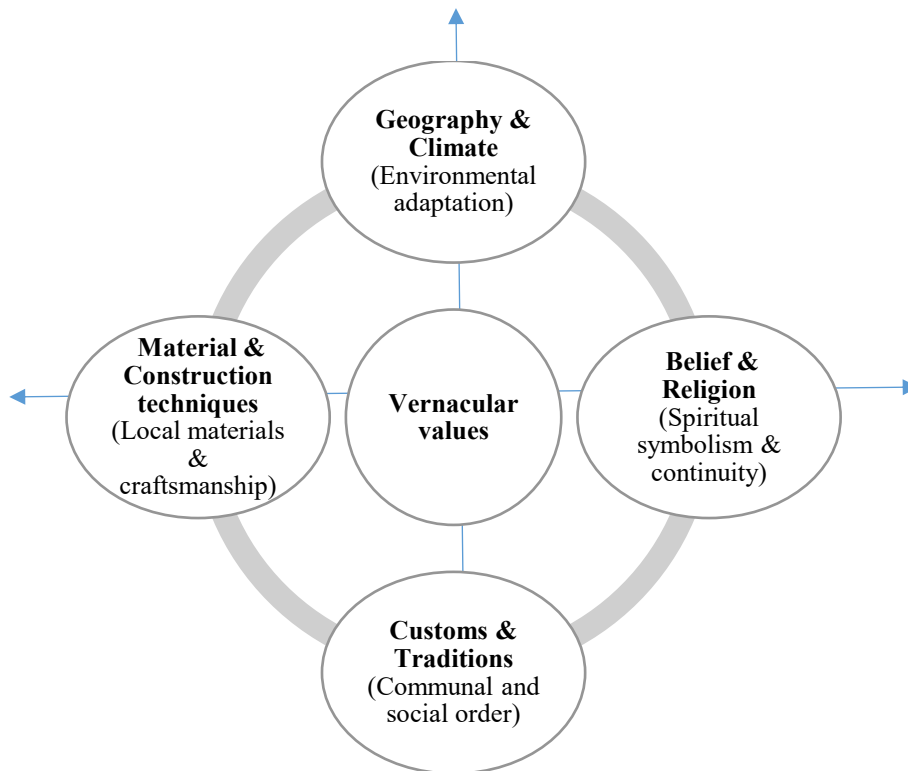 Geography &
Climate
(Environmental
adaptation)
Material &
Construction
techniques
(Local materials
&
craftsmanship)
Vernacular
values
Belief &
Religion
(Spiritual
symbolism &
continuity)
Customs &
Traditions
(Communal and
social order)